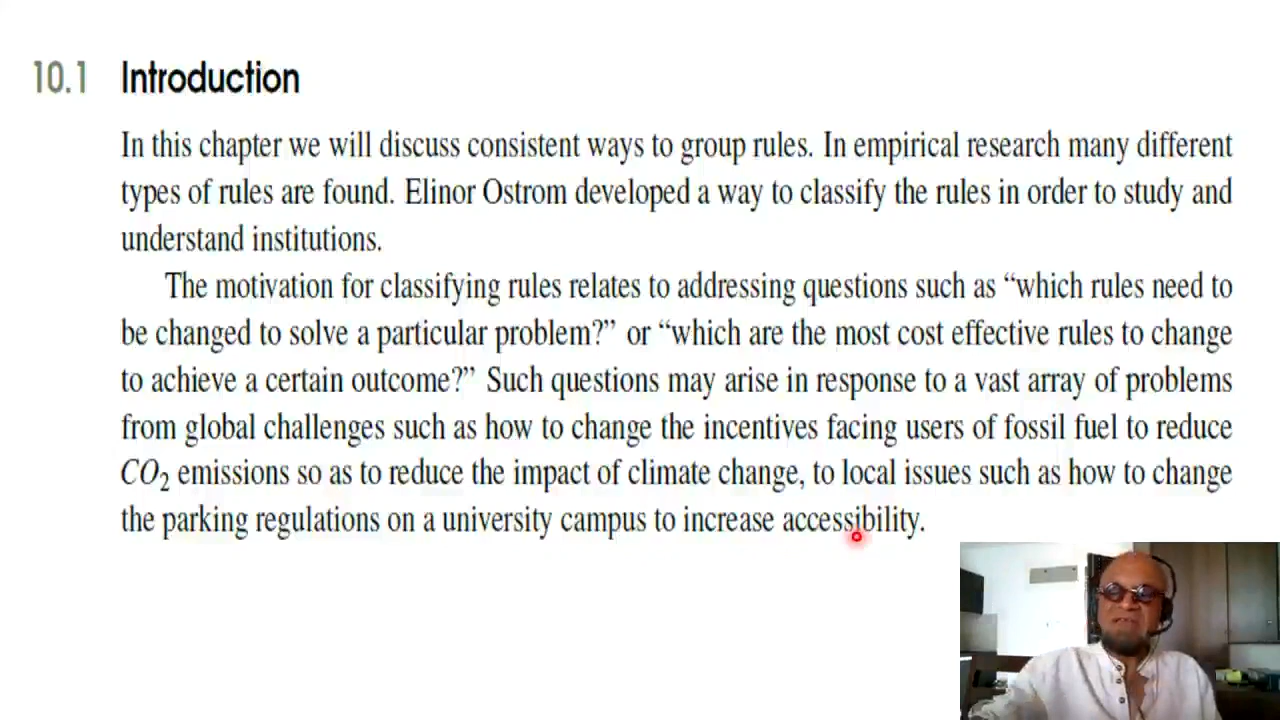 10.1 Introduction
In this chapter we will discuss consistent ways to group rules. In empirical research many different
types of rules are found. Elinor Ostrom developed a way to classify the rules in order to study and
understand institutions.
The motivation for classifying rules relates to addressing questions such as “which rules need to
be changed to solve a particular problem?” or “which are the most cost effective rules to change
to achieve a certain outcome?” Such questions may arise in response to a vast array of problems
from global challenges such as how to change the incentives facing users of fossil fuel to reduce
CO₂ emissions so as to reduce the impact of climate change, to local issues such as how to change
the parking regulations on a university campus to increase accessibility.